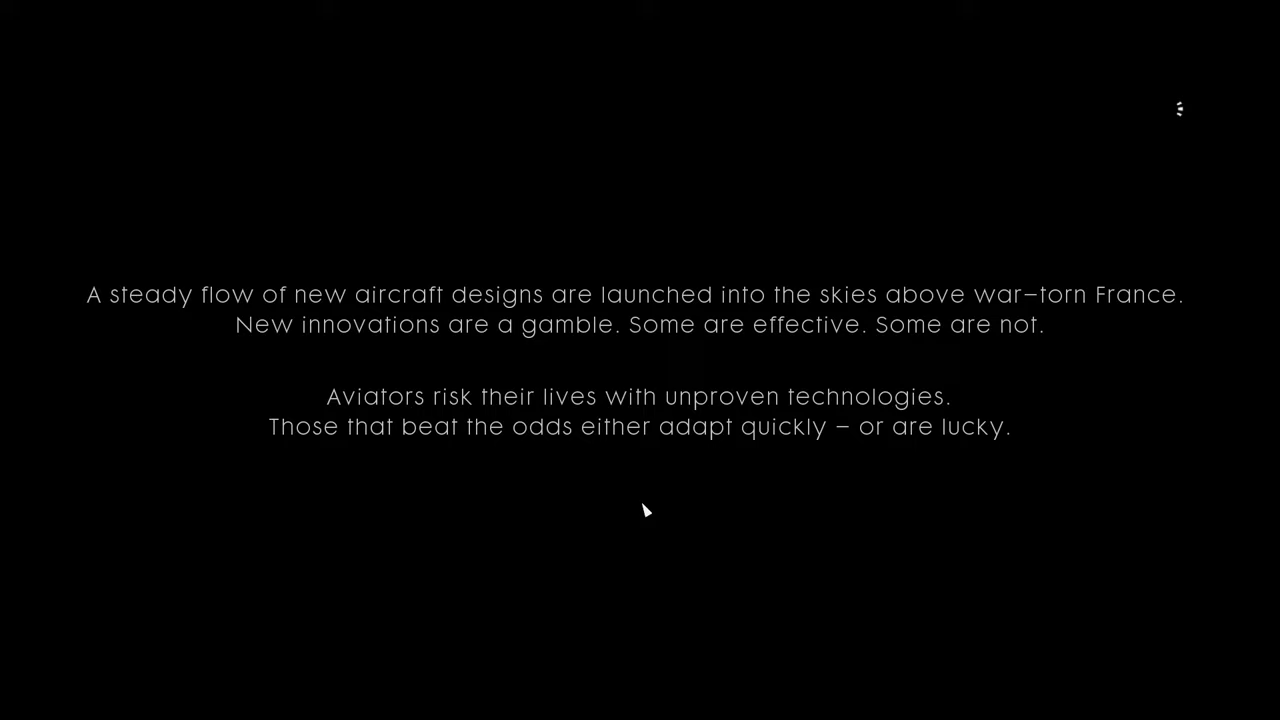 A steady flow of new aircraft designs are launched into the skies above war–torn France.
New innovations are a gamble. Some are effective. Some are not.
Aviators risk their lives with unproven technologies.
Those that beat the odds either adapt quickly – or are lucky.